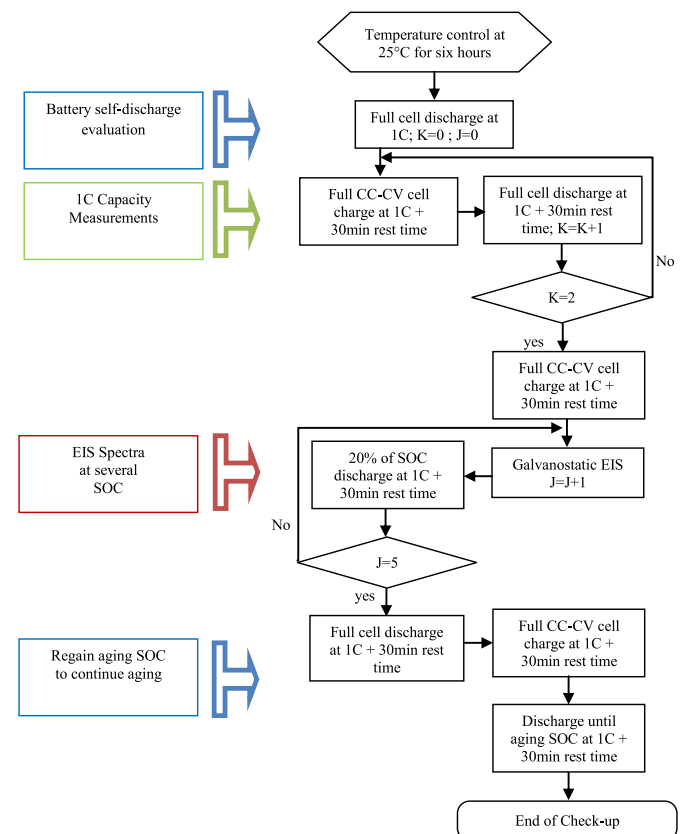 Temperature control at
25°C for six hours
Battery self-discharge
evaluation
Full cell discharge at
1C; K=0 ; J=0
1C Capacity
Measurements
Full CC-CV cell
charge at 1C +
30min rest time
Full cell discharge at
1C + 30min rest
time; K=K+1
No
K=2
yes
Full CC-CV cell
charge at 1C +
30min rest time
EIS Spectra
at several
SOC
20% of SOC
discharge at 1C +
30min rest time
Galvanostatic EIS
J=J+1
No
J=5
yes
Regain aging SOC
to continue aging
Full cell discharge
at 1C + 30min rest
time
Full CC-CV cell
charge at 1C +
30min rest time
Discharge until
aging SOC at 1C +
30min rest time
End of Check-up